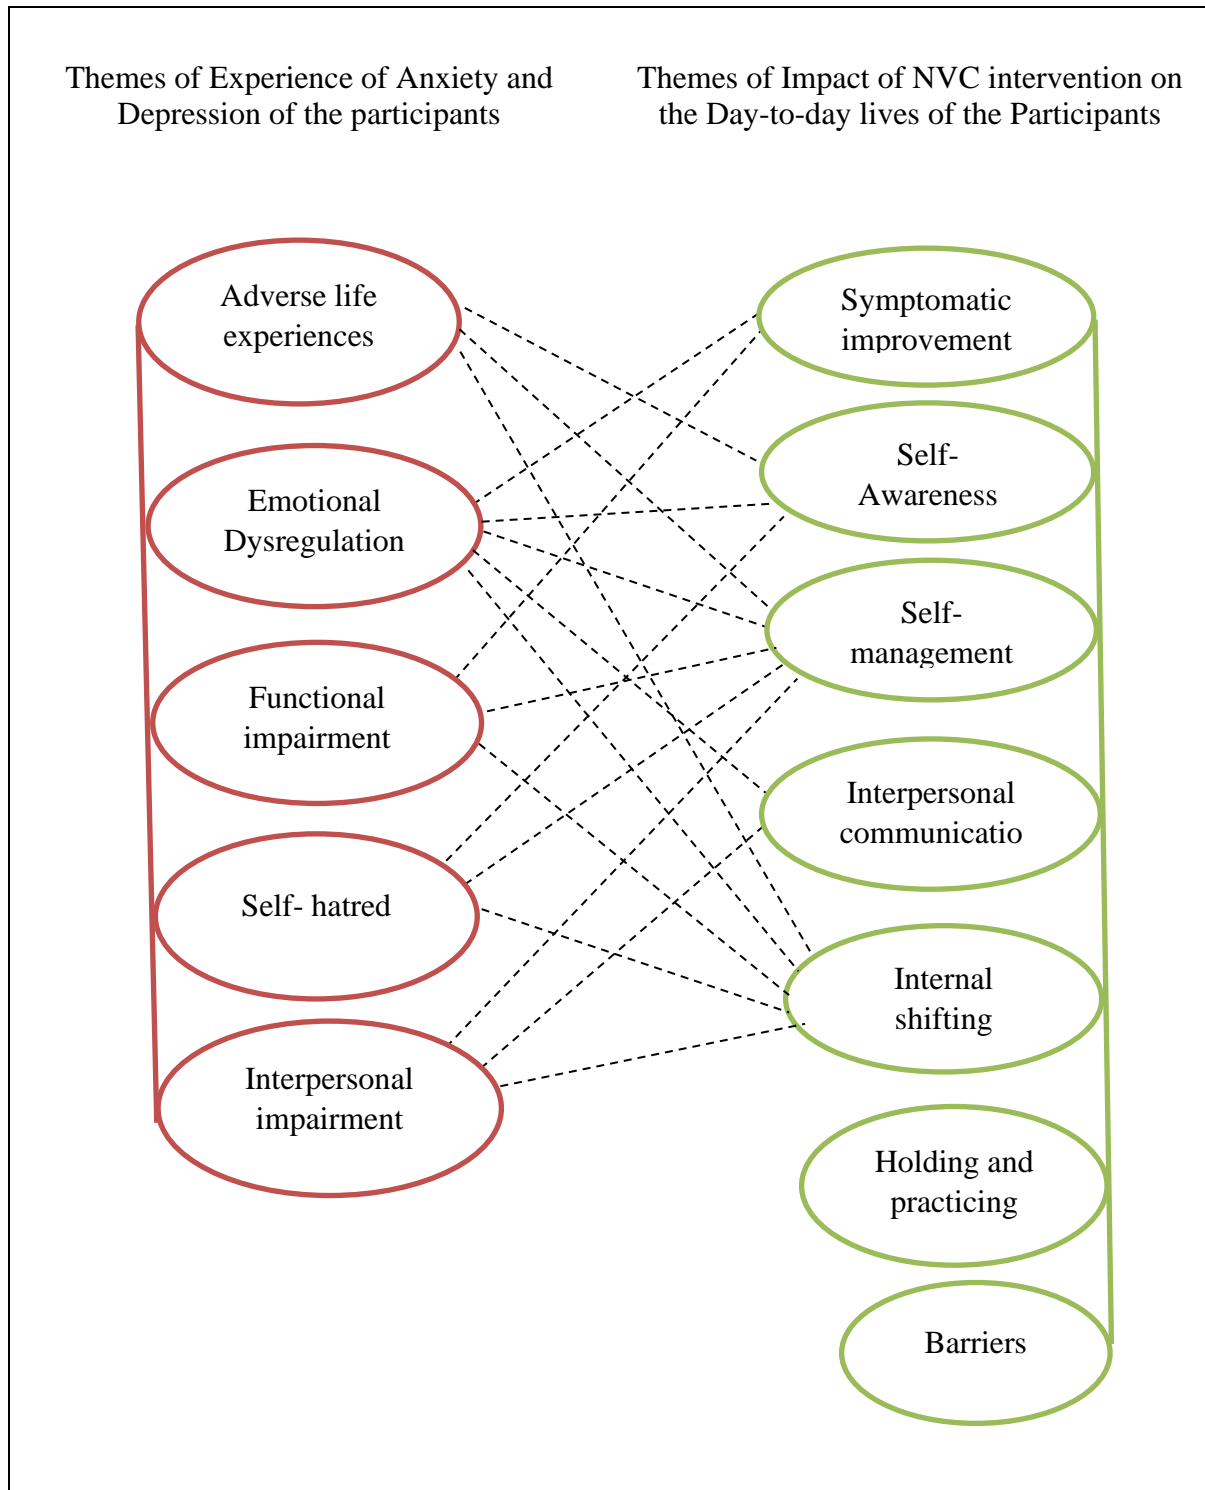 Themes of Experience of Anxiety and
Depression of the participants
Themes of Impact of NVC intervention on
the Day-to-day lives of the Participants
Adverse life
experiences
Emotional
Dysregulation
Functional
impairment
Self- hatred
Interpersonal
impairment
Symptomatic
improvement
Self-
Awareness
Self-
management
Interpersonal
communicatio
Internal
shifting
Holding and
practicing
Barriers